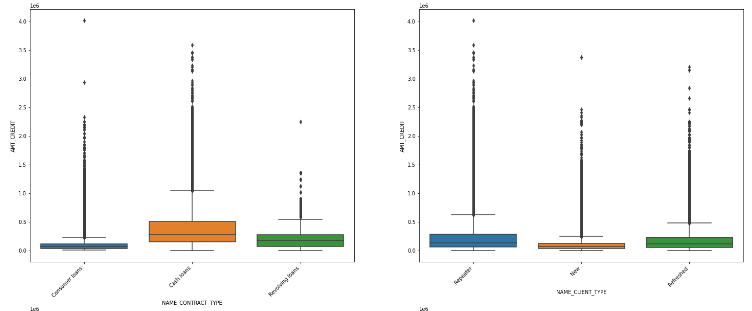 1e6
4.0
3.5
3.0
2.5
2.0
1.5
1.0
0.5
0.0
AMT_CREDIT
Consumer loans
Cash loans
Revolving loans
NAME_CONTRACT_TYPE
1e6
1e6
4.0
3.5
3.0
2.5
2.0
1.5
1.0
0.5
0.0
AMT_CREDIT
Repeater
New
Refreshed
NAME_CLIENT_TYPE
1e6